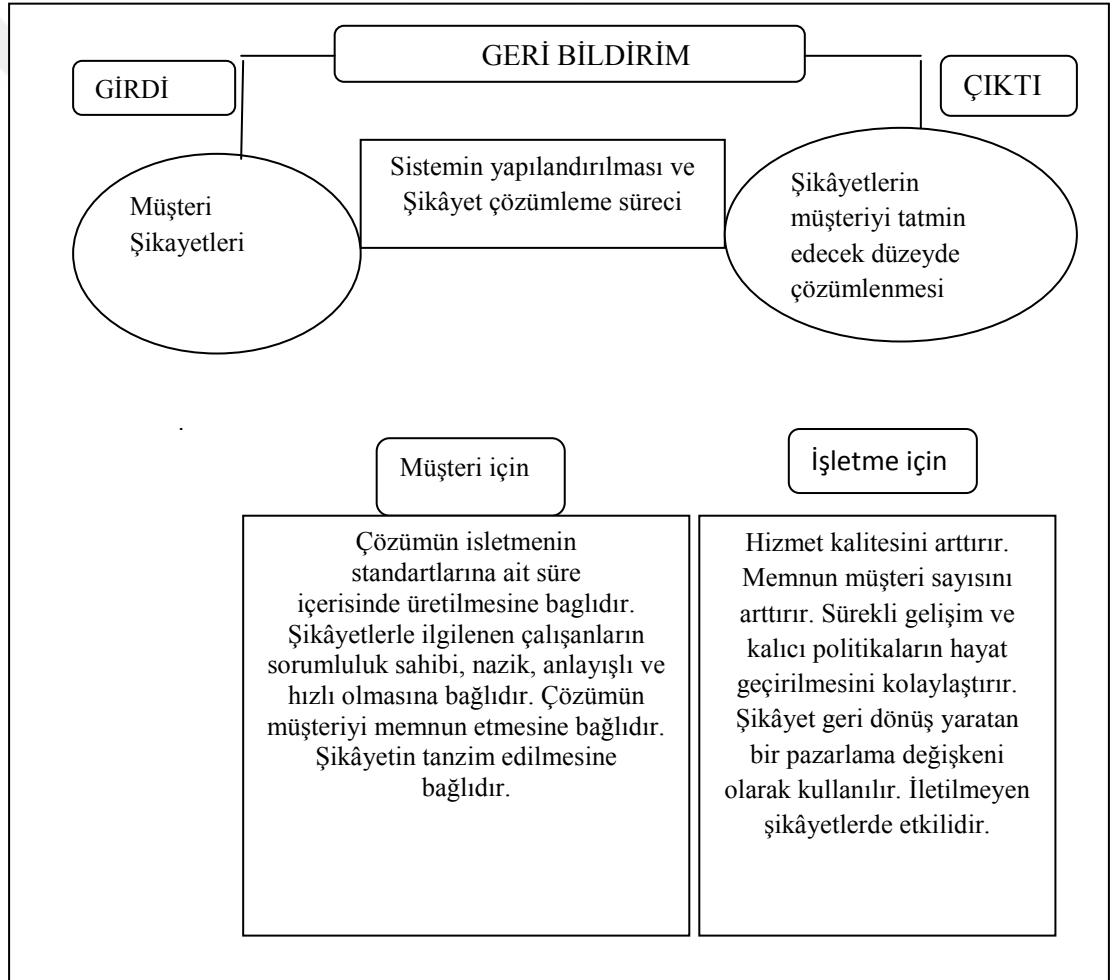 GERİ BİLDİRİM
GİRDİ
ÇIKTI
Müşteri
Şikayetleri
Sistemin yapılandırılması ve
Şikâyet çözümleme süreci
Şikâyetlerin
müşteriyi tatmin
edecek düzeyde
çözümlenmesi
.
Müşteri için
Çözümün isletmenin
standartlarına ait süre
içerisinde üretilmesine baglıdır.
Şikâyetlerle ilgilenen çalışanların
sorumluluk sahibi, nazik, anlayışlı ve
hızlı olmasına bağlıdır. Çözümün
müşteriyi memnun etmesine bağlıdır.
Şikâyetin tanzim edilmesine
bağlıdır.
İşletme için
Hizmet kalitesini arttırır.
Memnun müşteri sayısını
arttırır. Sürekli gelişim ve
kalıcı politikaların hayat
geçirilmesini kolaylaştırır.
Şikâyet geri dönüş yaratan
bir pazarlama değişkeni
olarak kullanılır. İletilmeyen
şikâyetlerde etkilidir.